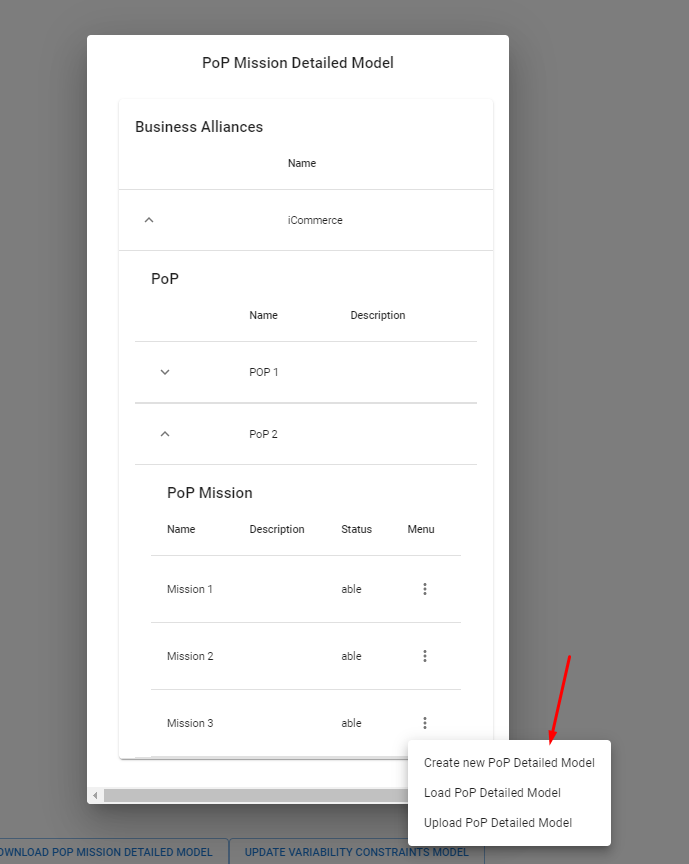 PoP Mission Detailed Model
Business Alliances
Name
iCommerce
PoP
Name Description
POP 1
PoP 2
PoP Mission
Name Description Status Menu
Mission 1 able
Mission 2 able
Mission 3 able
Create new PoP Detailed Model
Load PoP Detailed Model
Upload PoP Detailed Model
OWNLOAD POP MISSION DETAILED MODEL UPDATE VARIABILITY CONSTRAINTS MODEL